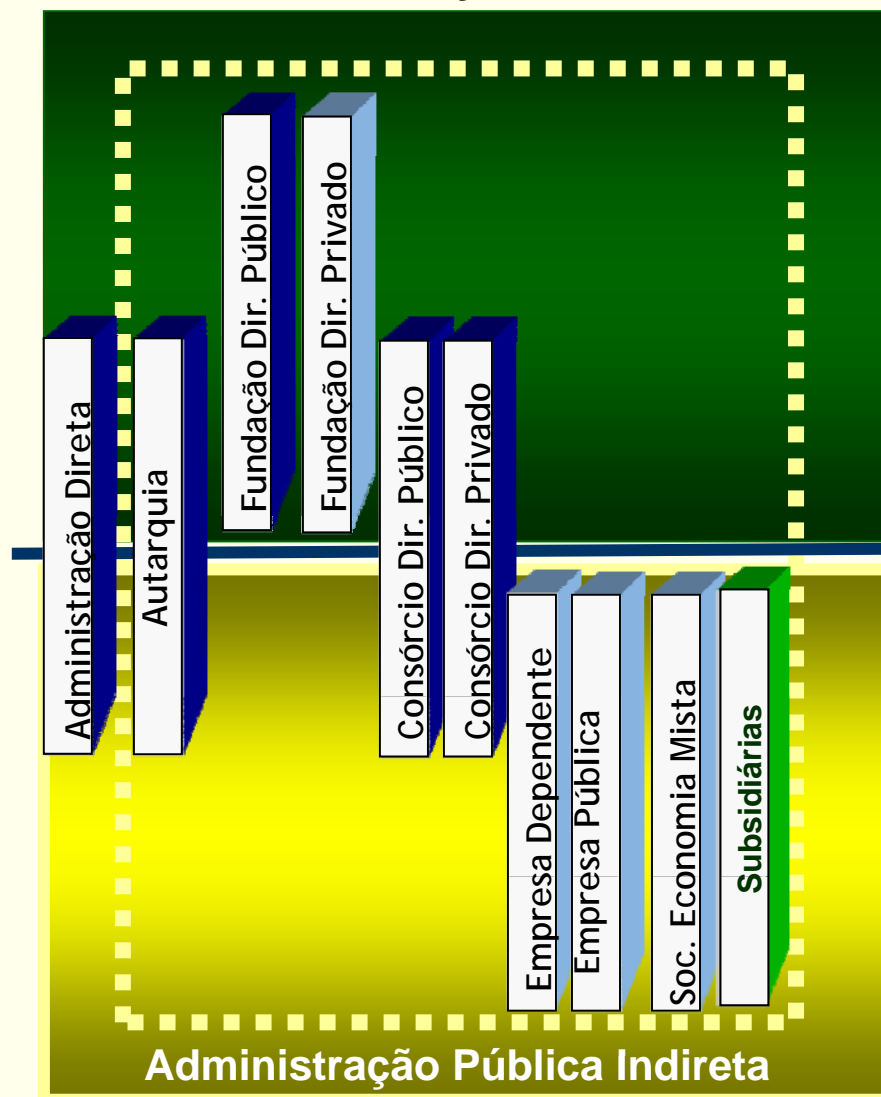 Fundação Dir. Público
Fundação Dir. Privado
Administração Direta
Autarquia
Consórcio Dir. Público
Consórcio Dir. Privado
Empresa Dependente
Empresa Pública
Soc. Economia Mista
Subsidiárias
Administração Pública Indireta